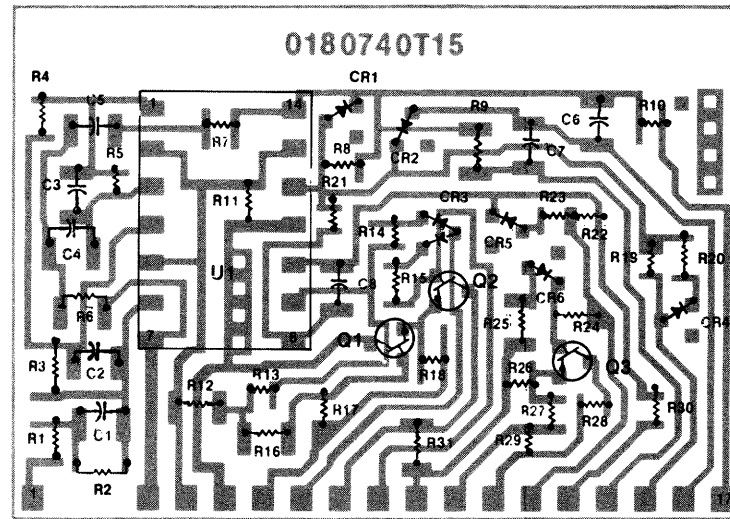 0180740T15
R4
C5
1
14
CR1
R9
C6
R10
R7
R8
CR2
C7
R5
C3
R11
R21
C4
R14
CR3
R23
CR5
R22
R19
R20
U1
C8
R15
Q2
CR6
R6
CR4
R25
R24
7
8
Q1
R3
C2
R13
R18
R26
Q3
R12
R17
R27
R28
R30
R1
C1
R16
R31
R29
R2
1
17